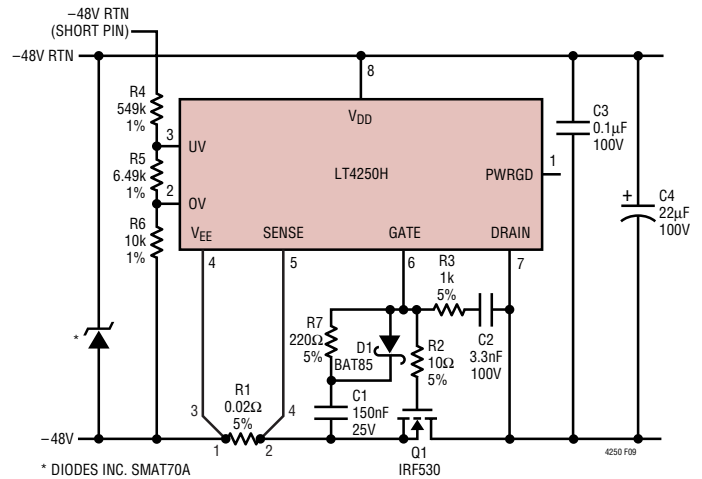 –48V RTN
(SHORT PIN)
–48V RTN
8
R4
549k
1%
VDD
C3
0.1µF
100V
3
UV
R5
6.49k
1%
LT4250H
PWRGD
1
2
OV
+
C4
22µF
100V
R6
10k
1%
VEE
SENSE
GATE
DRAIN
4
5
6
7
R3
1k
5%
*
R7
220Ω
5%
D1
BAT85
R2
10Ω
5%
C2
3.3nF
100V
R1
0.02Ω
5%
3
4
C1
150nF
25V
–48V
1
2
Q1
IRF530
4250 F09
* DIODES INC. SMAT70A